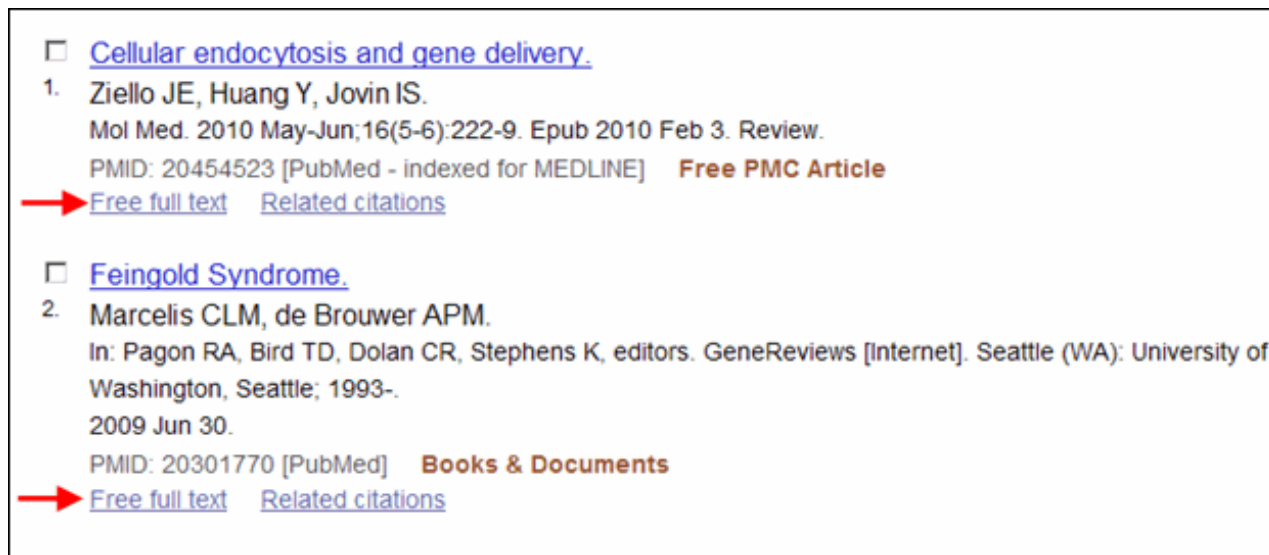 Cellular endocytosis and gene delivery.
1. Ziello JE, Huang Y, Jovin IS.
Mol Med. 2010 May-Jun;16(5-6):222-9. Epub 2010 Feb 3. Review.
PMID: 20454523 [PubMed - indexed for MEDLINE] Free PMC Article
Free full text Related citations
Feingold Syndrome.
2. Marcelis CLM, de Brouwer APM.
In: Pagon RA, Bird TD, Dolan CR, Stephens K, editors. GeneReviews [Internet]. Seattle (WA): University of
Washington, Seattle; 1993-.
2009 Jun 30.
PMID: 20301770 [PubMed] Books & Documents
Free full text Related citations